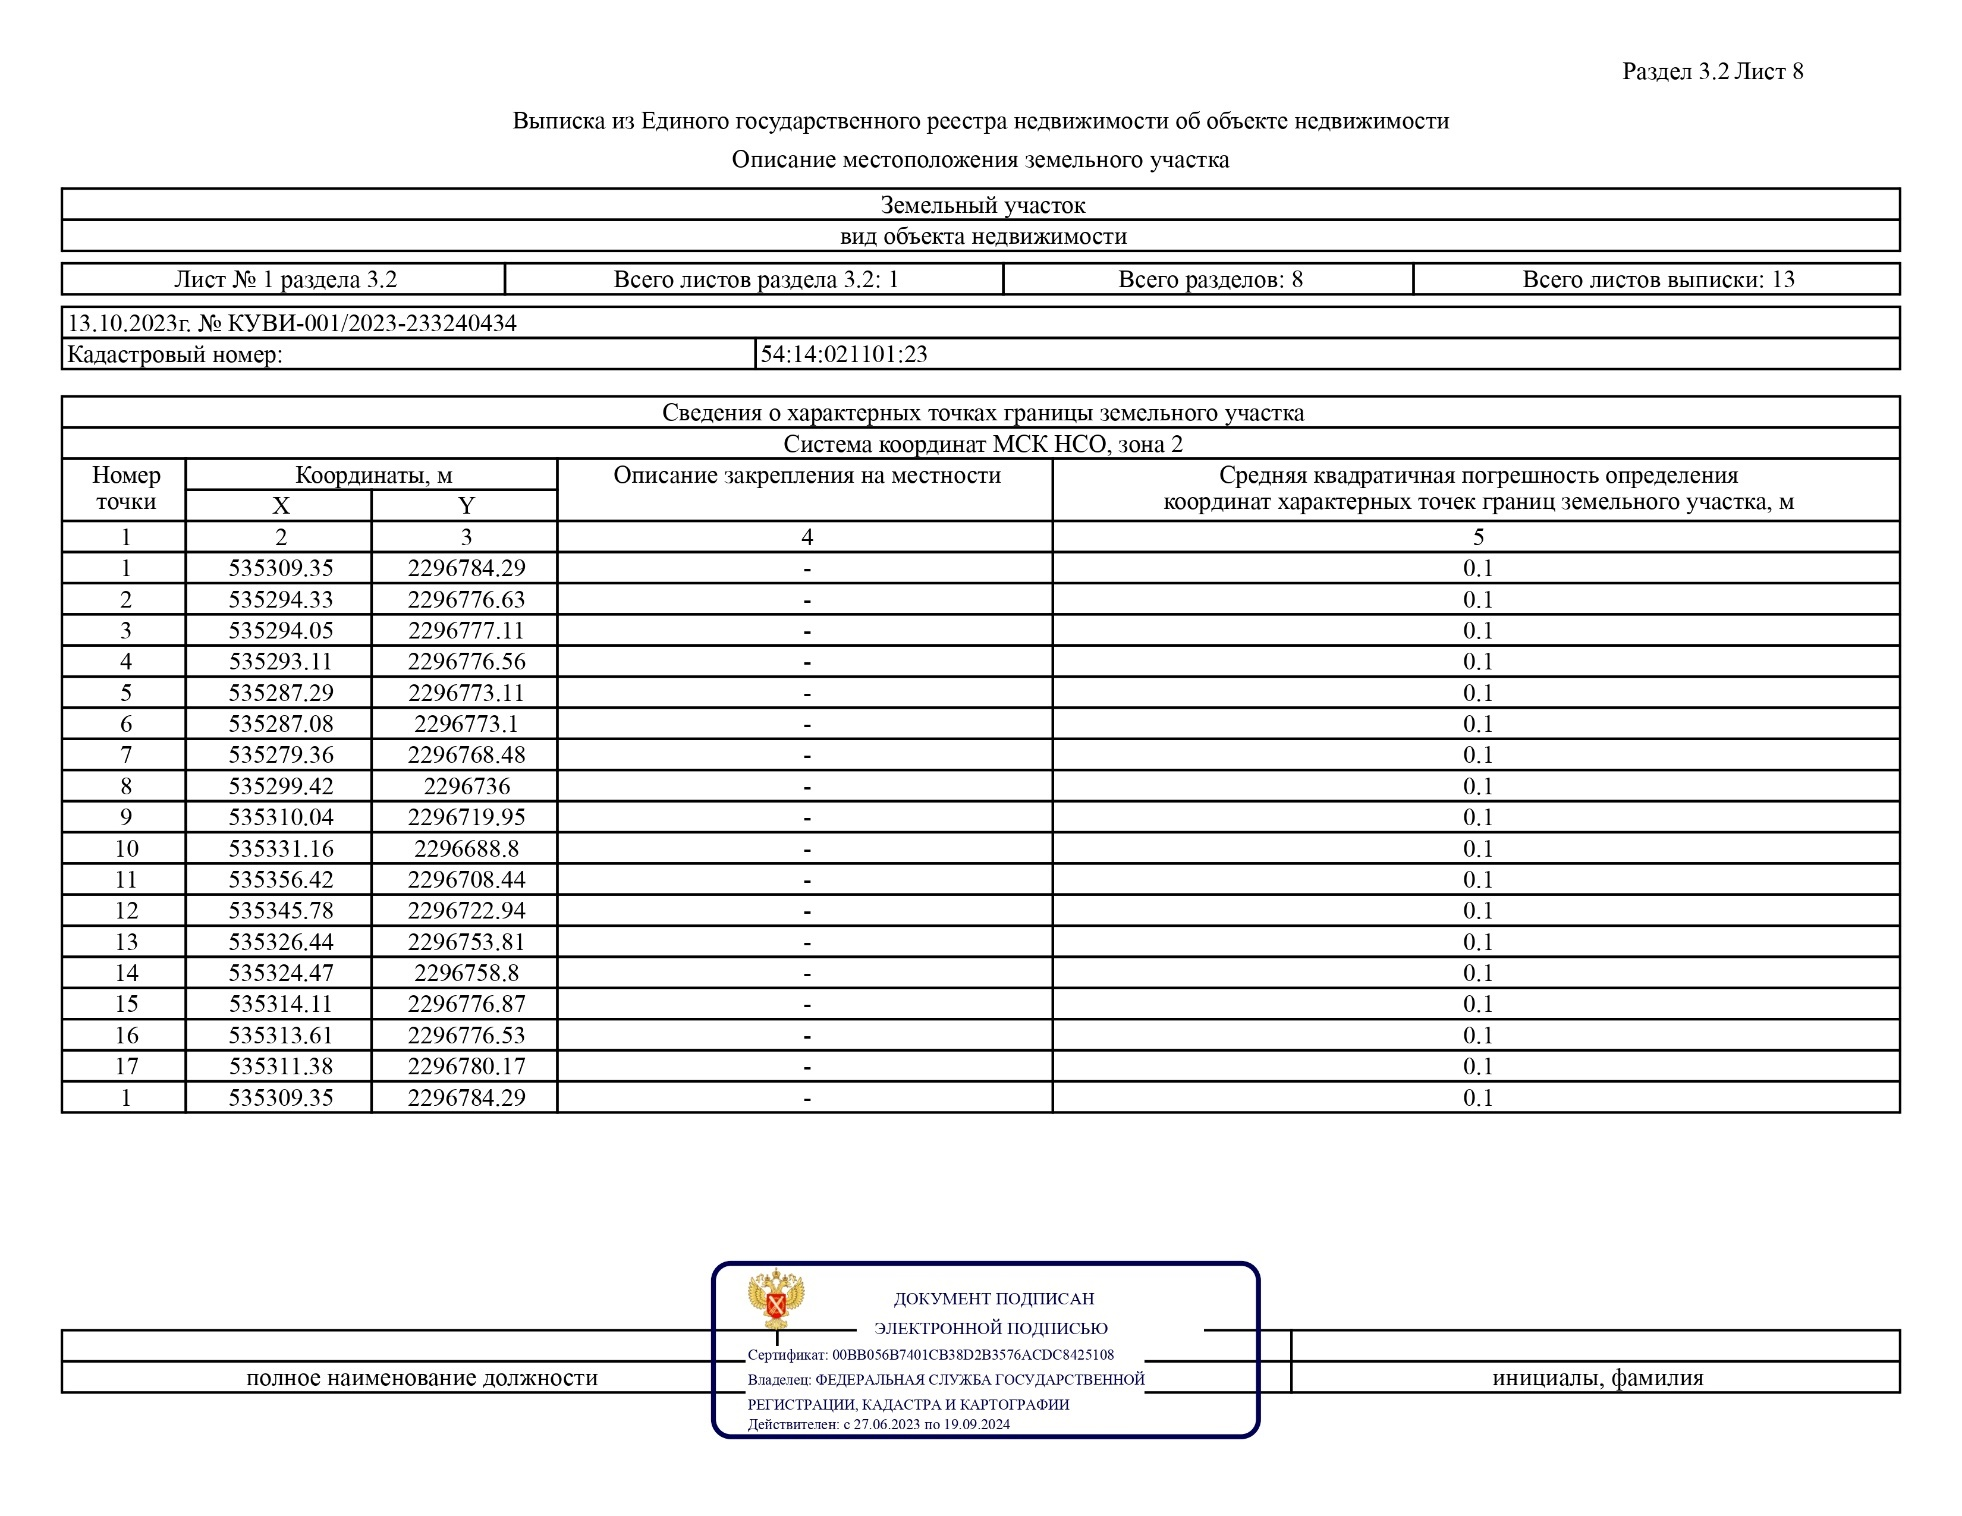 Раздел 3.2 Лист 8
Выписка из Единого государственного реестра недвижимости об объекте недвижимости
Описание местоположения земельного участка
Земельный участок
вид объекта недвижимости
Лист № 1 раздела 3.2 Всего листов раздела 3.2: 1 Всего разделов: 8 Всего листов выписки: 13
13.10.2023г. № КУВИ-001/2023-233240434
Кадастровый номер: 54:14:021101:23
Сведения о характерных точках границы земельного участка
Система координат МСК НСО, зона 2
Номер Координаты, м Описание закрепления на местности Средняя квадратичная погрешность определения
точки X Y координат характерных точек границ земельного участка, м
1 2 3 4 5
1 535309.35 2296784.29 - 0.1
2 535294.33 2296776.63 - 0.1
3 535294.05 2296777.11 - 0.1
4 535293.11 2296776.56 - 0.1
5 535287.29 2296773.11 - 0.1
6 535287.08 2296773.1 - 0.1
7 535279.36 2296768.48 - 0.1
8 535299.42 2296736 - 0.1
9 535310.04 2296719.95 - 0.1
10 535331.16 2296688.8 - 0.1
11 535356.42 2296708.44 - 0.1
12 535345.78 2296722.94 - 0.1
13 535326.44 2296753.81 - 0.1
14 535324.47 2296758.8 - 0.1
15 535314.11 2296776.87 - 0.1
16 535313.61 2296776.53 - 0.1
17 535311.38 2296780.17 - 0.1
1 535309.35 2296784.29 - 0.1
ДОКУМЕНТ ПОДПИСАН
ЭЛЕКТРОННОЙ ПОДПИСЬЮ
Сертификат: 00BB056B7401CB38D2B3576ACDC8425108
Владелец: ФЕДЕРАЛЬНАЯ СЛУЖБА ГОСУДАРСТВЕННОЙ
РЕГИСТРАЦИИ, КАДАСТРА И КАРТОГРАФИИ
Действителен: с 27.06.2023 по 19.09.2024
полное наименование должности инициалы, фамилия